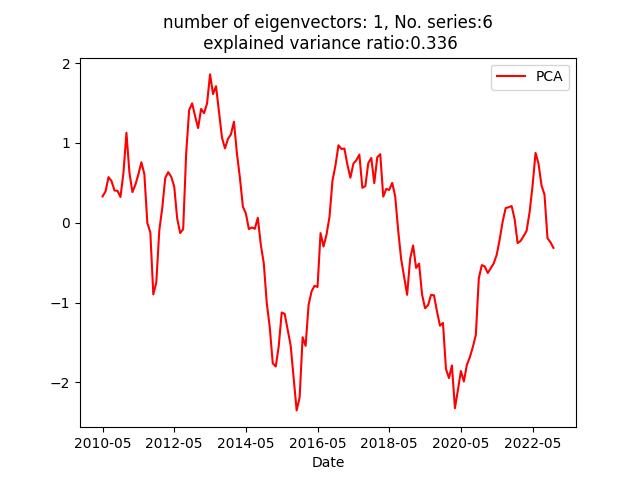 number of eigenvectors: 1, No. series:6
explained variance ratio:0.336
PCA
2
1
0
−1
−2
2010-05 2012-05 2014-05 2016-05 2018-05 2020-05 2022-05
Date